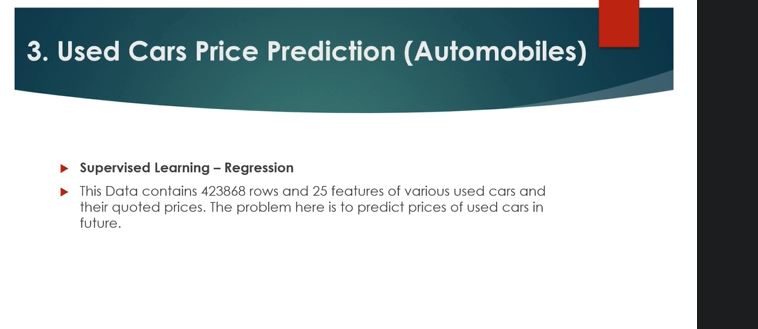 3. Used Cars Price Prediction (Automobiles)
Supervised Learning – Regression
This Data contains 423868 rows and 25 features of various used cars and
their quoted prices. The problem here is to predict prices of used cars in
future.